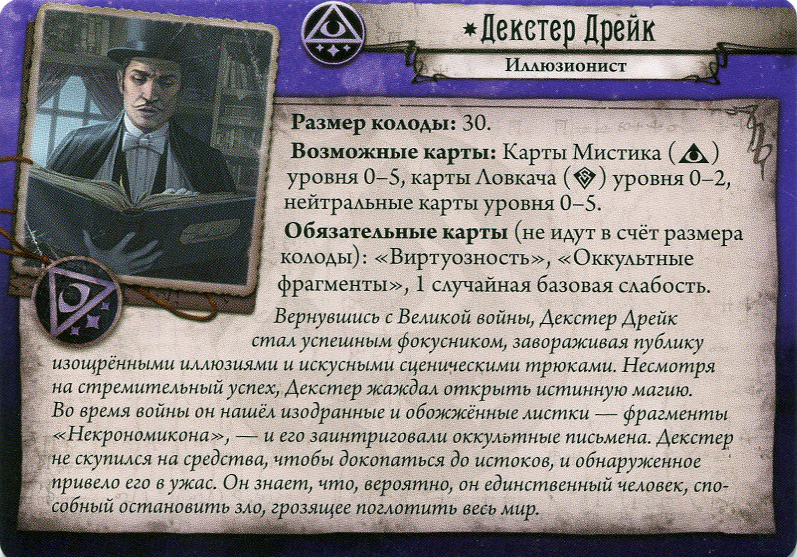 ✶Декстер Дрейк
Иллюзионист
Размер колоды: 30.
Возможные карты: Карты Мистика ( )
уровня 0–5, карты Ловкача ( ) уровня 0–2,
нейтральные карты уровня 0–5.
Обязательные карты (не идут в счёт размера
колоды): «Виртуозность», «Оккультные
фрагменты», 1 случайная базовая слабость.
Вернувшись с Великой войны, Декстер Дрейк
стал успешным фокусником, завораживая публику
изощрёнными иллюзиями и искусными сценическими трюками. Несмотря
на стремительный успех, Декстер жаждал открыть истинную магию.
Во время войны он нашёл изодранные и обожжённые листки — фрагменты
«Некрономикона», — и его заинтриговали оккультные письмена. Декстер
не скупился на средства, чтобы докопаться до истоков, и обнаруженное
привело его в ужас. Он знает, что, вероятно, он единственный человек, спо-
собный остановить зло, грозящее поглотить весь мир.